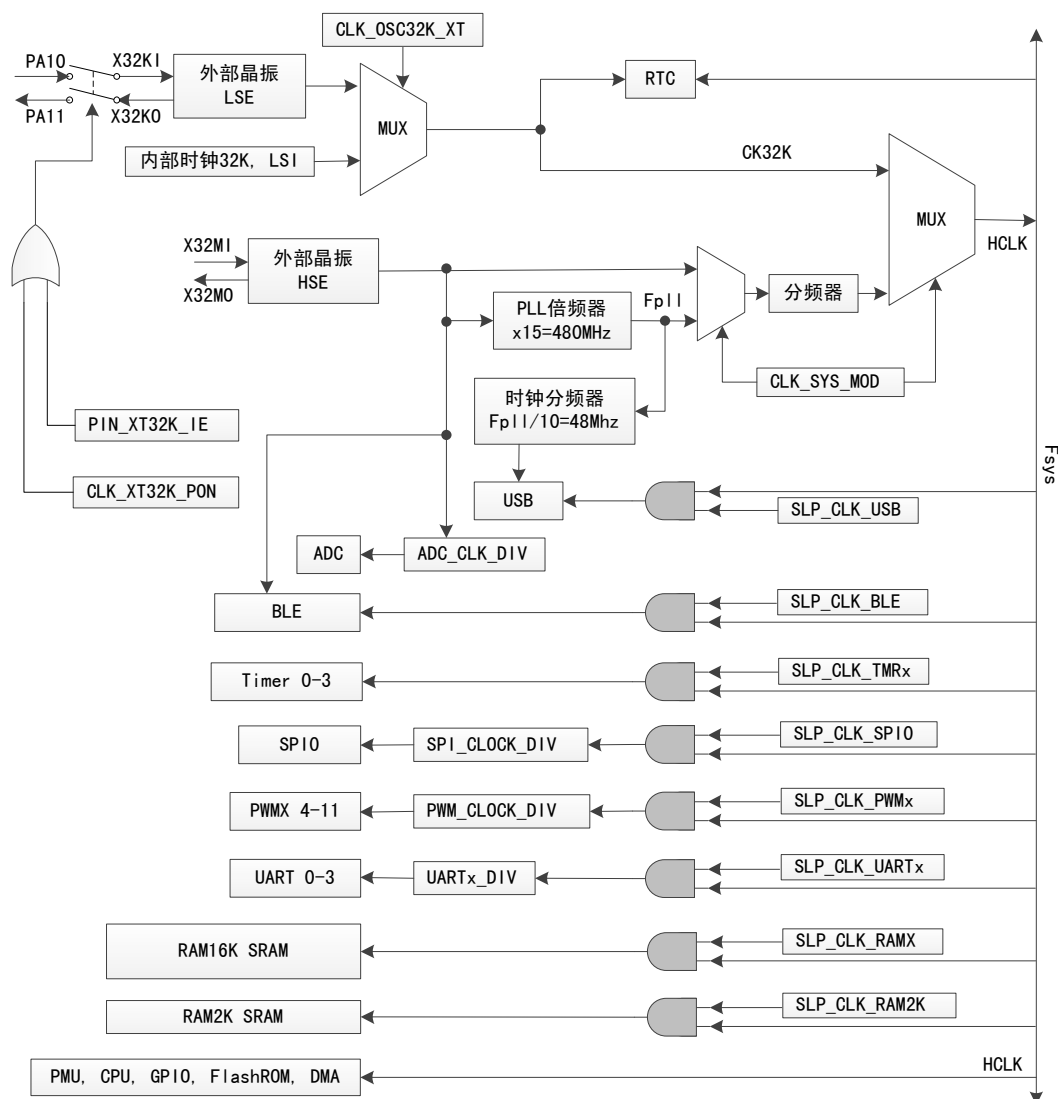 CLK_OSC32K_XT
PA10
X32KI
外部晶振
LSE
RTC
PA11
X32KO
MUX
内部时钟32K, LSI
CK32K
MUX
X32MI
外部晶振
HSE
HCLK
X32MO
PLL倍频器
x15=480MHz
Fpll
分频器
CLK_SYS_MOD
时钟分频器
Fpll/10=48Mhz
PIN_XT32K_IE
Fsys
CLK_XT32K_PON
USB
SLP_CLK_USB
ADC
ADC_CLK_DIV
BLE
SLP_CLK_BLE
Timer 0-3
SLP_CLK_TMRx
SPI0
SPI_CLOCK_DIV
SLP_CLK_SPI0
PWMX 4-11
PWM_CLOCK_DIV
SLP_CLK_PWMx
UART 0-3
UARTx_DIV
SLP_CLK_UARTx
RAM16K SRAM
SLP_CLK_RAMX
RAM2K SRAM
SLP_CLK_RAM2K
PMU, CPU, GPIO, FlashROM, DMA
HCLK